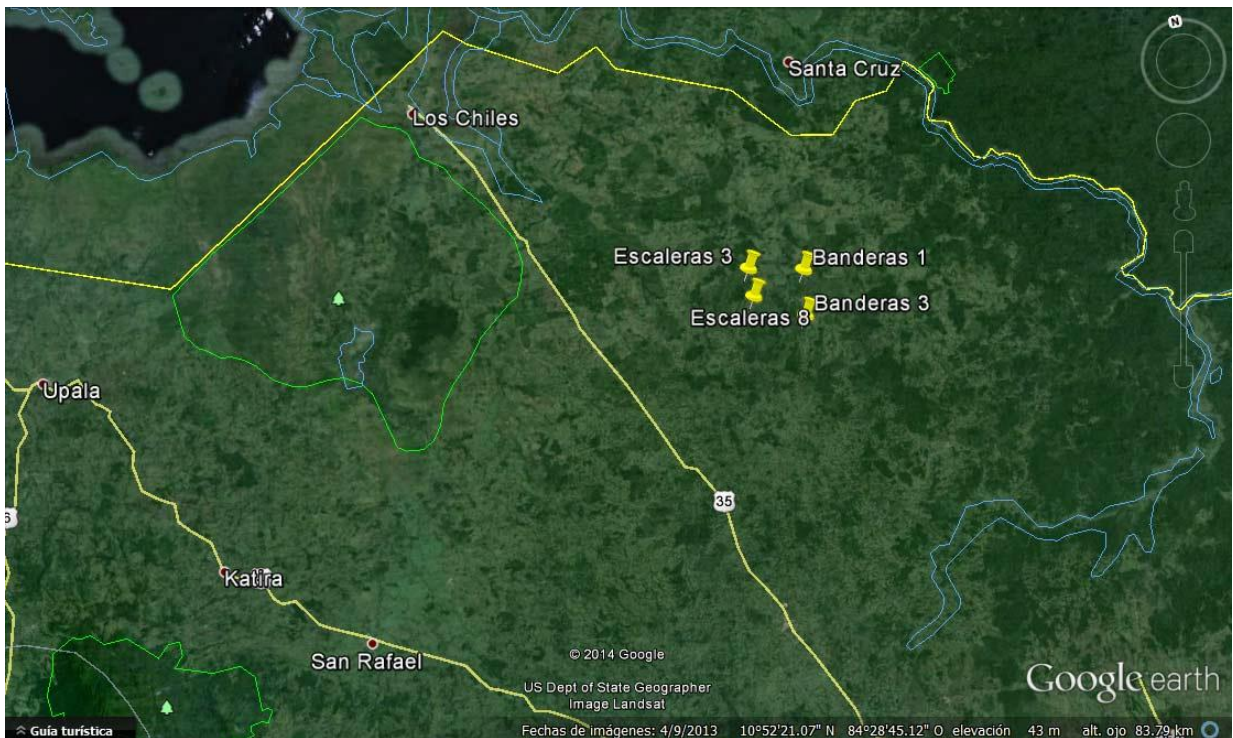 N
Santa Cruz
Los Chiles
Escaleras 3
Banderas 1
Escaleras 8
Banderas 3
Upala
35
6
Katira
San Rafael
© 2014 Google
US Dept of State Geographer
Image Landsat
Google earth
Guía turística
Fechas de imágenes: 4/9/2013 10°52'21.07" N 84°28'45.12" O elevación 43 m alt. ojo 83.79 km